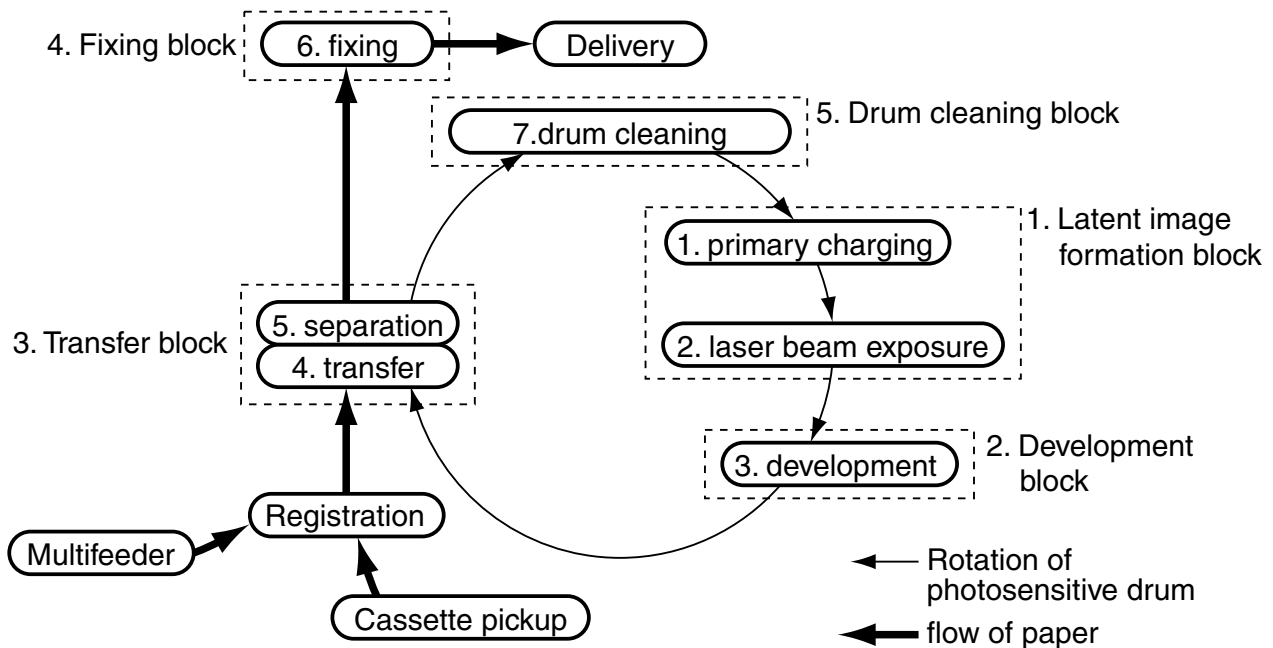 4. Fixing block
6. fixing
Delivery
7.drum cleaning
5. Drum cleaning block
1. primary charging
1. Latent image
formation block
2. laser beam exposure
3. Transfer block
5. separation
4. transfer
3. development
2. Development
block
Registration
Multifeeder
Cassette pickup
Rotation of
photosensitive drum
flow of paper